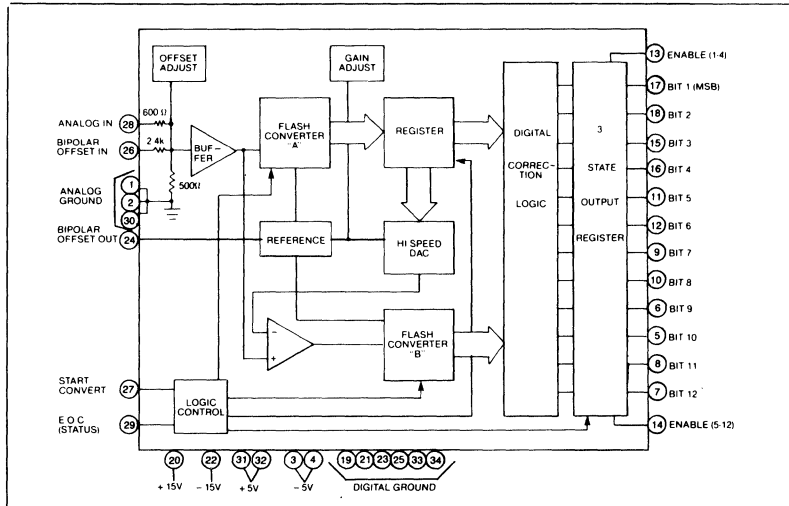 OFFSET
ADJUST
GAIN
ADJUST
13 ENABLE (1-4)
600 Ω
ANALOG IN 28
2 4k
BIPOLAR
OFFSET IN 26
BUF-
FER
500Ω
1
ANALOG
GROUND 2
30
BIPOLAR
OFFSET OUT 24
FLASH
CONVERTER
"A"
REGISTER
REFERENCE
HI SPEED
DAC
-
+
FLASH
CONVERTER
"B"
DIGITAL
CORREC-
TION
LOGIC
3
STATE
OUTPUT
REGISTER
17 BIT 1 (MSB)
18 BIT 2
15 BIT 3
16 BIT 4
11 BIT 5
12 BIT 6
9 BIT 7
10 BIT 8
6 BIT 9
5 BIT 10
8 BIT 11
7 BIT 12
14 ENABLE (5-12)
START
CONVERT 27
E O C
(STATUS) 29
LOGIC
CONTROL
20 22 31 32 3 4 19 21 23 25 33 34
+ 15V - 15V + 5V - 5V DIGITAL GROUND